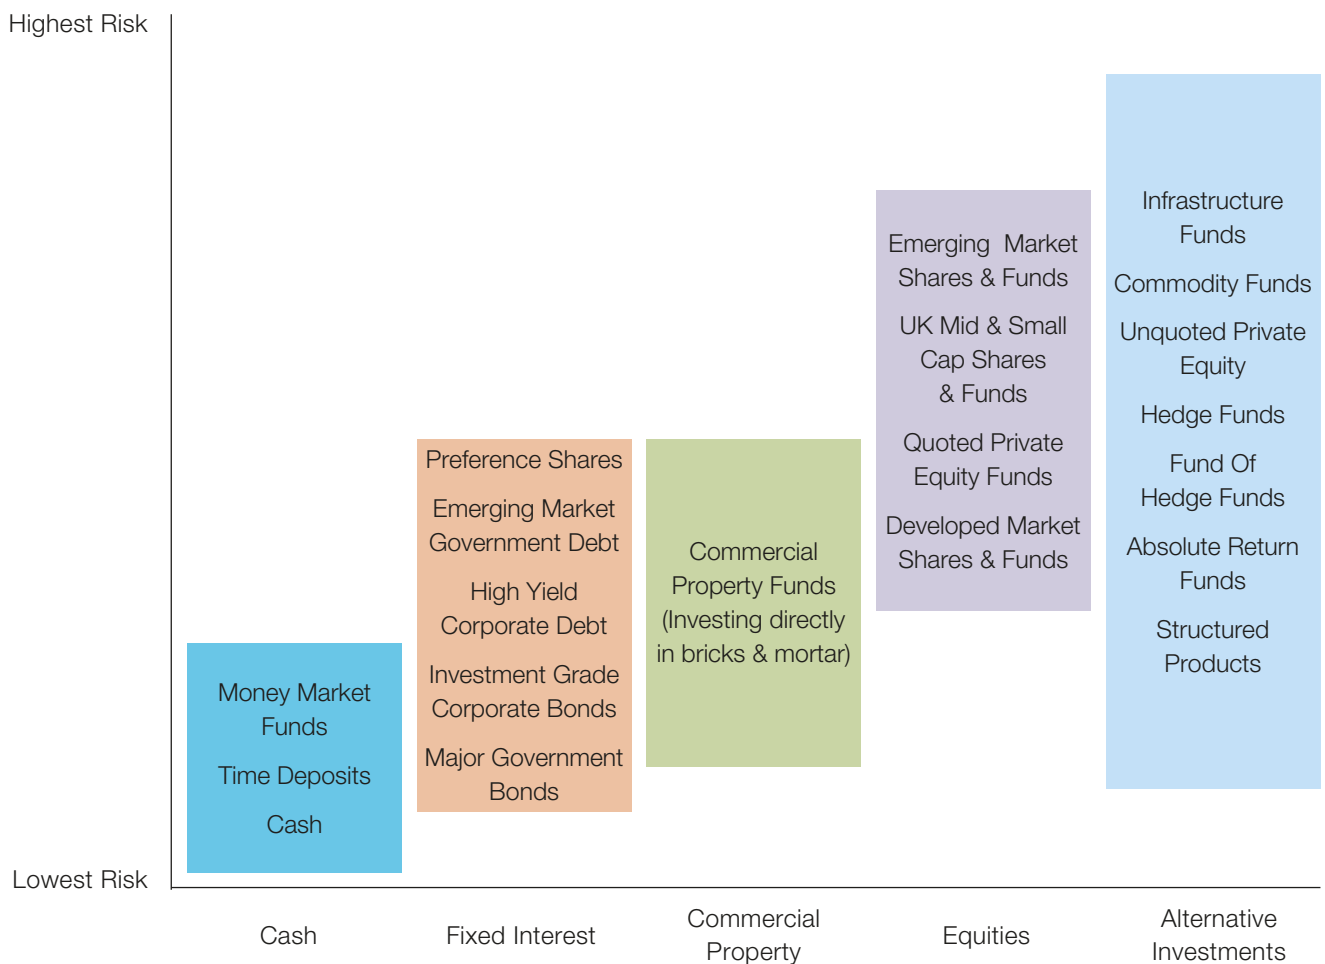 Highest Risk
Lowest Risk
Money Market
Funds
Time Deposits
Cash
Preference Shares
Emerging Market
Government Debt
High Yield
Corporate Debt
Investment Grade
Corporate Bonds
Major Government
Bonds
Commercial
Property Funds
(Investing directly
in bricks & mortar)
Emerging Market
Shares & Funds
UK Mid & Small
Cap Shares
& Funds
Quoted Private
Equity Funds
Developed Market
Shares & Funds
Infrastructure
Funds
Commodity Funds
Unquoted Private
Equity
Hedge Funds
Fund Of
Hedge Funds
Absolute Return
Funds
Structured
Products
Cash
Fixed Interest
Commercial
Property
Equities
Alternative
Investments